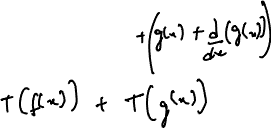 + (g(x) + d/dx (g(x)))
T(f(x)) + T(g(x))